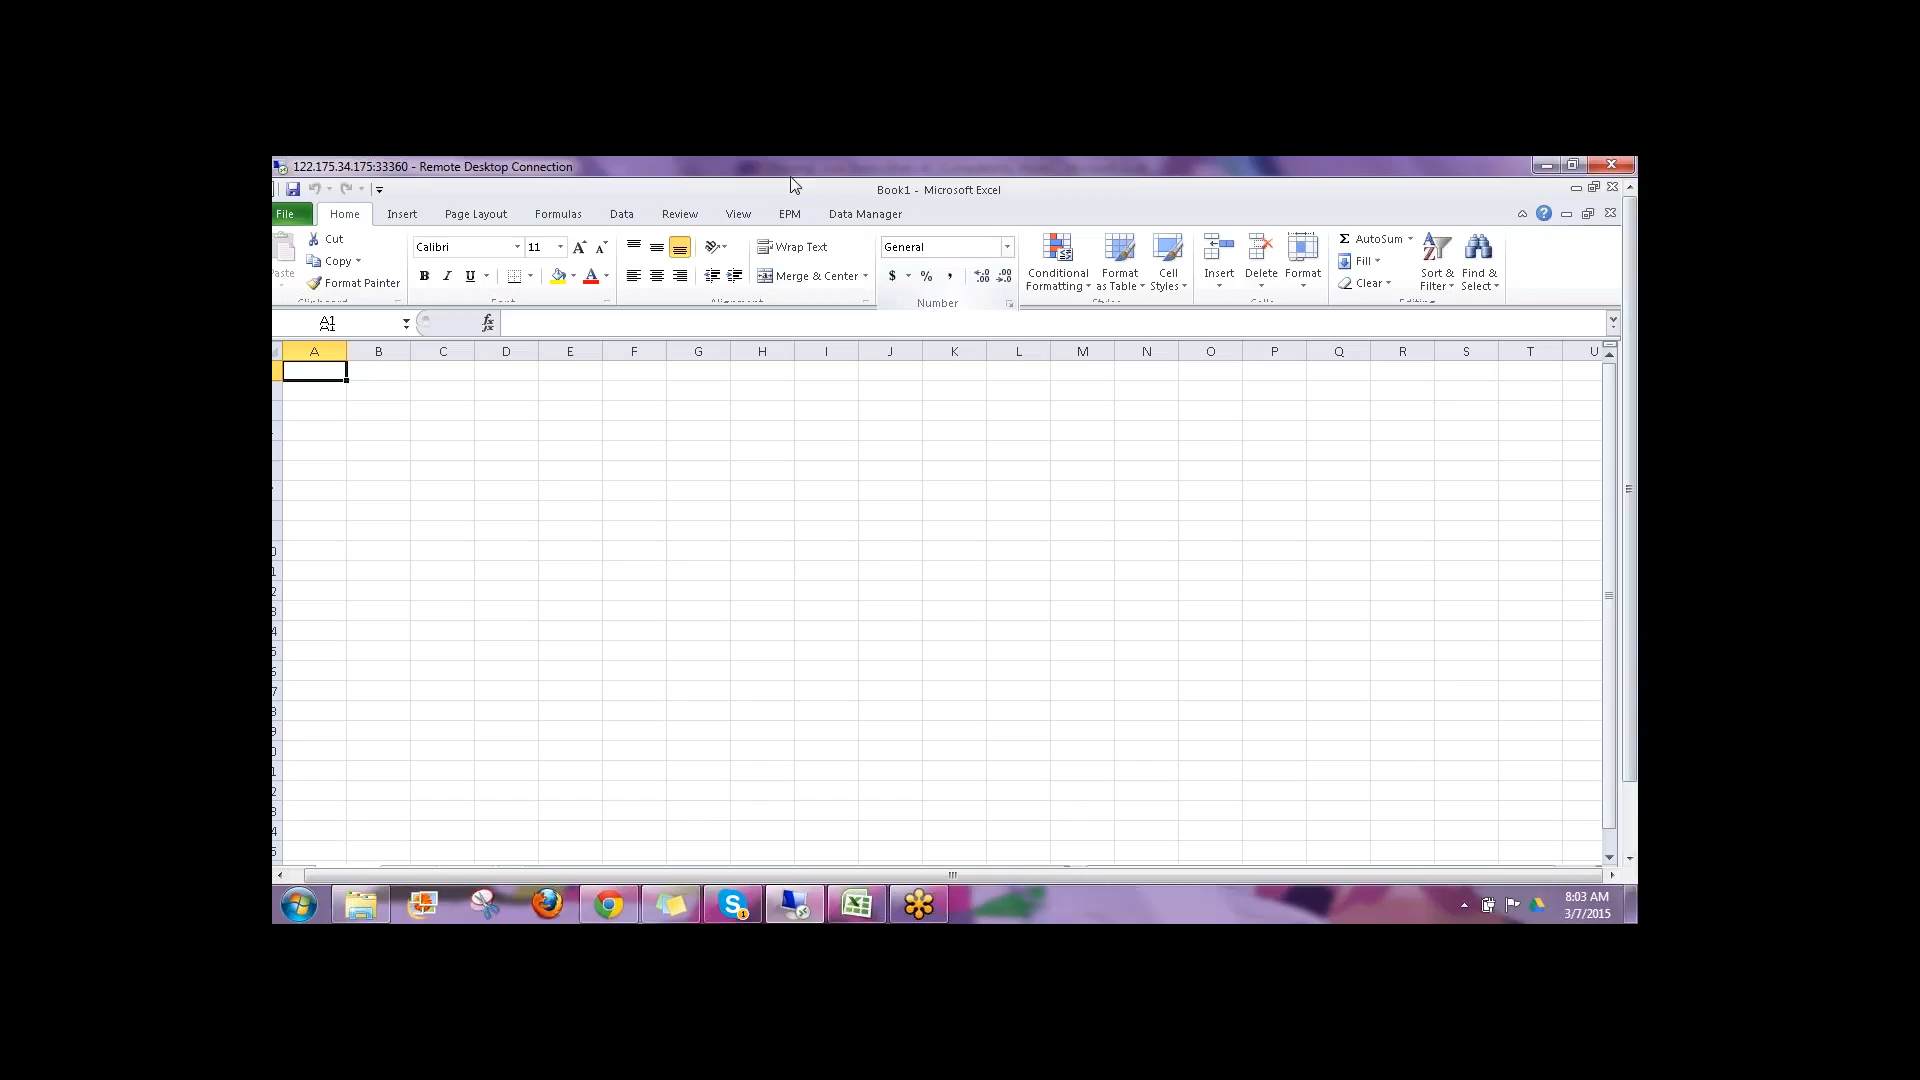 122.175.34.175:33360 - Remote Desktop Connection
Book1 - Microsoft Excel
File Home Insert Page Layout Formulas Data Review View EPM Data Manager
Cut
Copy
Format Painter
Calibri 11
B I U
Wrap Text
Merge & Center
General
$ % ,
Number
Conditional Formatting
Format as Table
Cell Styles
Insert
Delete
Format
Σ AutoSum
Fill
Clear
Sort & Filter
Find & Select
A1
fx
A B C D E F G H I J K L M N O P Q R S T U
8:03 AM
3/7/2015